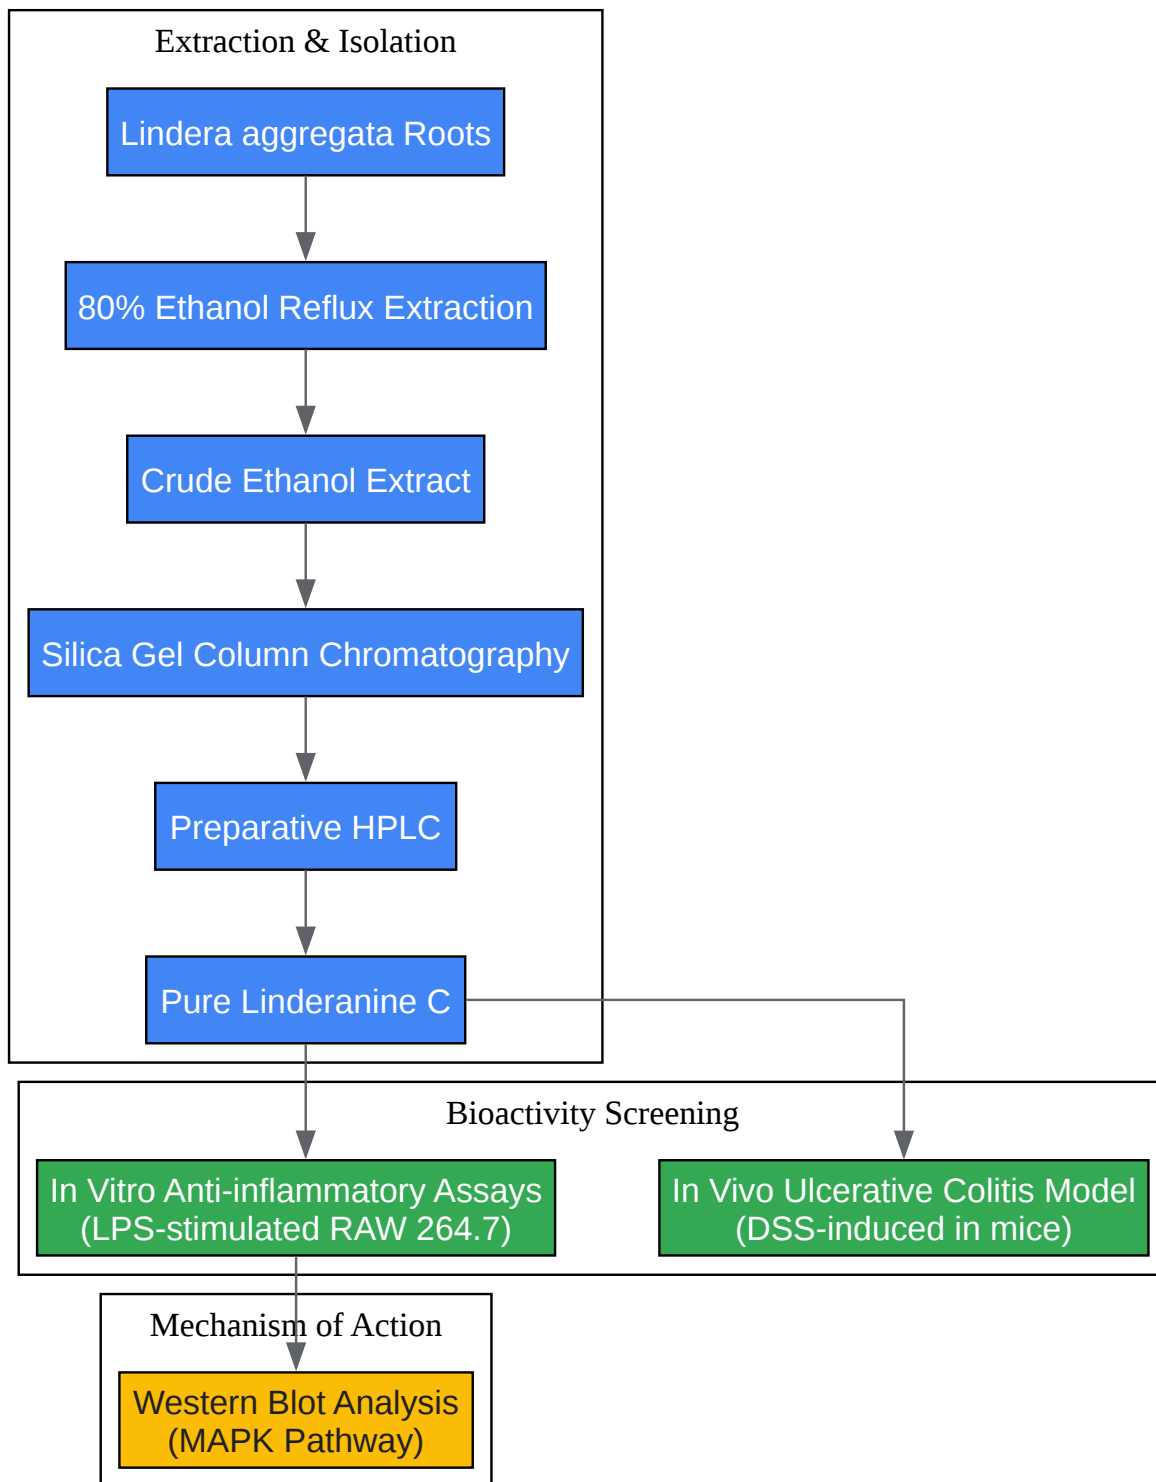 Extraction & Isolation
Lindera aggregata Roots
80% Ethanol Reflux Extraction
Crude Ethanol Extract
Silica Gel Column Chromatography
Preparative HPLC
Pure Linderanine C
Bioactivity Screening
In Vitro Anti-inflammatory Assays
(LPS-stimulated RAW 264.7)
In Vivo Ulcerative Colitis Model
(DSS-induced in mice)
Mechanism of Action
Western Blot Analysis
(MAPK Pathway)